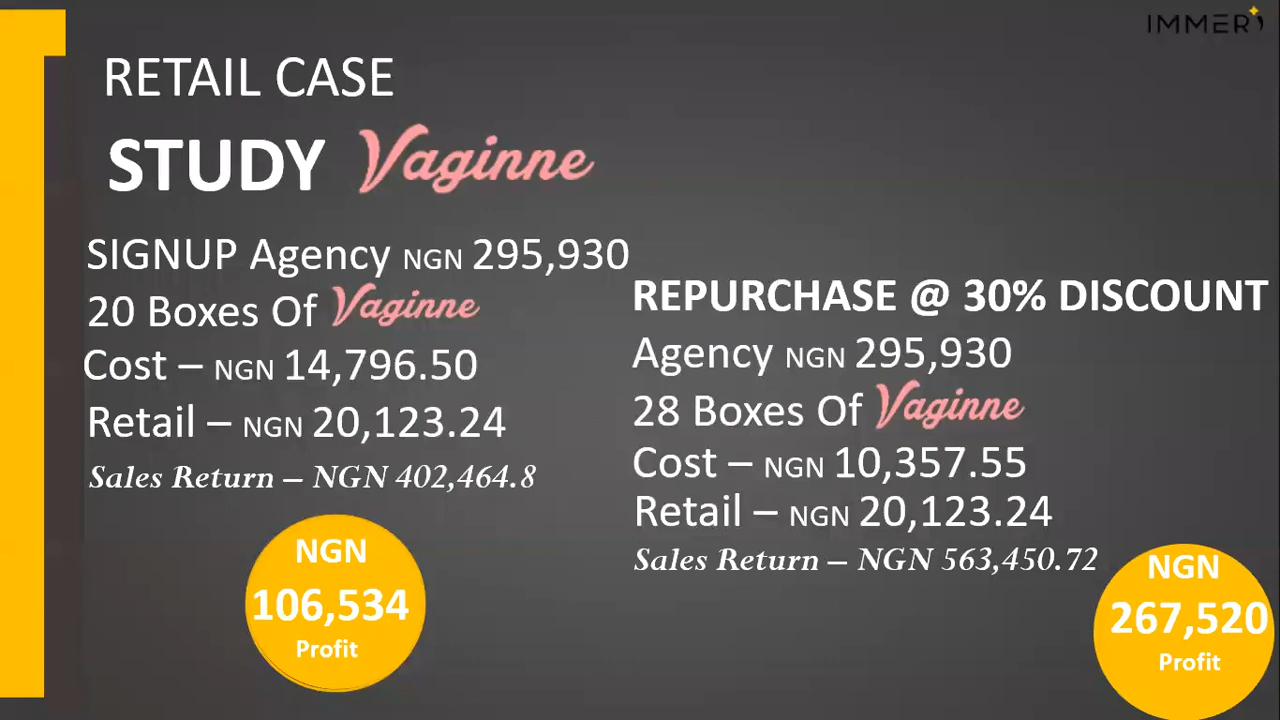 IMMERY
RETAIL CASE
STUDY Vaginne
SIGNUP Agency NGN 295,930
20 Boxes Of Vaginne
Cost – NGN 14,796.50
Retail – NGN 20,123.24
Sales Return – NGN 402,464.8
NGN
106,534
Profit
REPURCHASE @ 30% DISCOUNT
Agency NGN 295,930
28 Boxes Of Vaginne
Cost – NGN 10,357.55
Retail – NGN 20,123.24
Sales Return – NGN 563,450.72
NGN
267,520
Profit